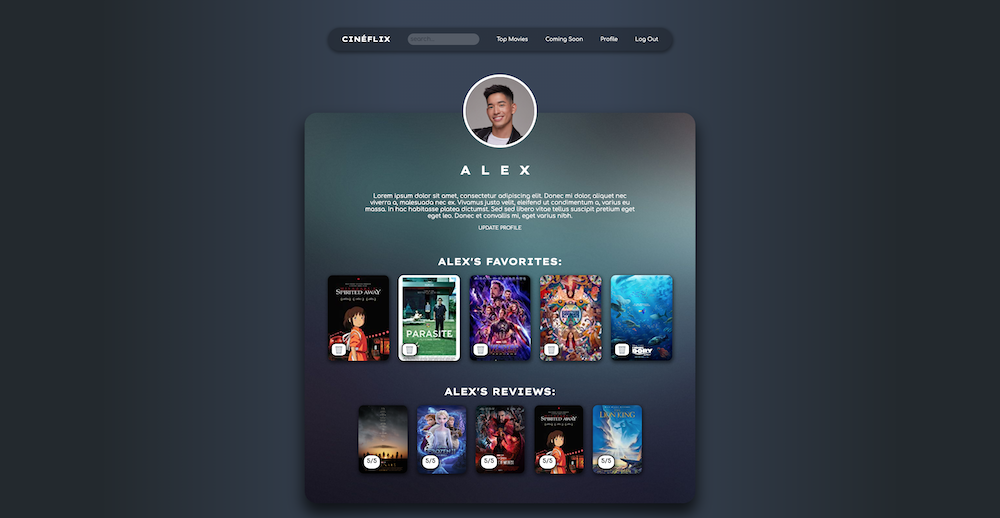 CINÉFLIX
search...
Top Movies
Coming Soon
Profile
Log Out
A L E X
Lorem ipsum dolor sit amet, consectetur adipiscing elit. Donec mi dolor, aliquet nec
viverra a, malesuada nec ex. Vivamus justo velit, eleifend ut condimentum a, varius eu
massa. In hac habitasse platea dictumst. Sed sed libero vitae tellus suscipit pretium eget
eget leo. Donec et convallis mi, eget varius nibh.
UPDATE PROFILE
ALEX'S FAVORITES:
SPIRITED AWAY
PARASITE
ALEX'S REVIEWS:
SPIRITED AWAY
LION KING
5/5
5/5
5/5
5/5
5/5